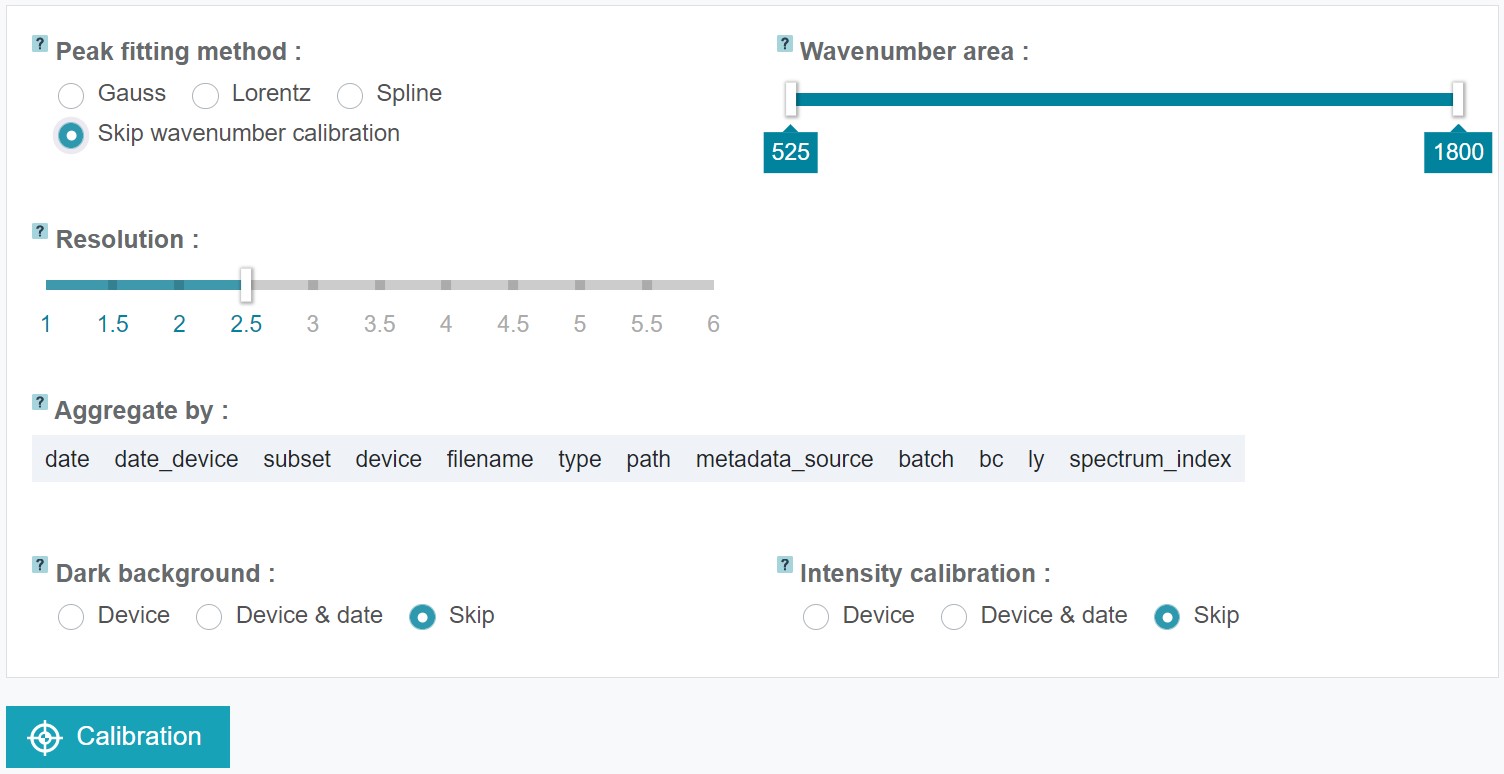 ? Peak fitting method :
Gauss Lorentz Spline
Skip wavenumber calibration
? Wavenumber area :
525 1800
? Resolution :
1 1.5 2 2.5 3 3.5 4 4.5 5 5.5 6
? Aggregate by :
date date_device subset device filename type path metadata_source batch bc ly spectrum_index
? Dark background :
Device Device & date Skip
? Intensity calibration :
Device Device & date Skip
Calibration